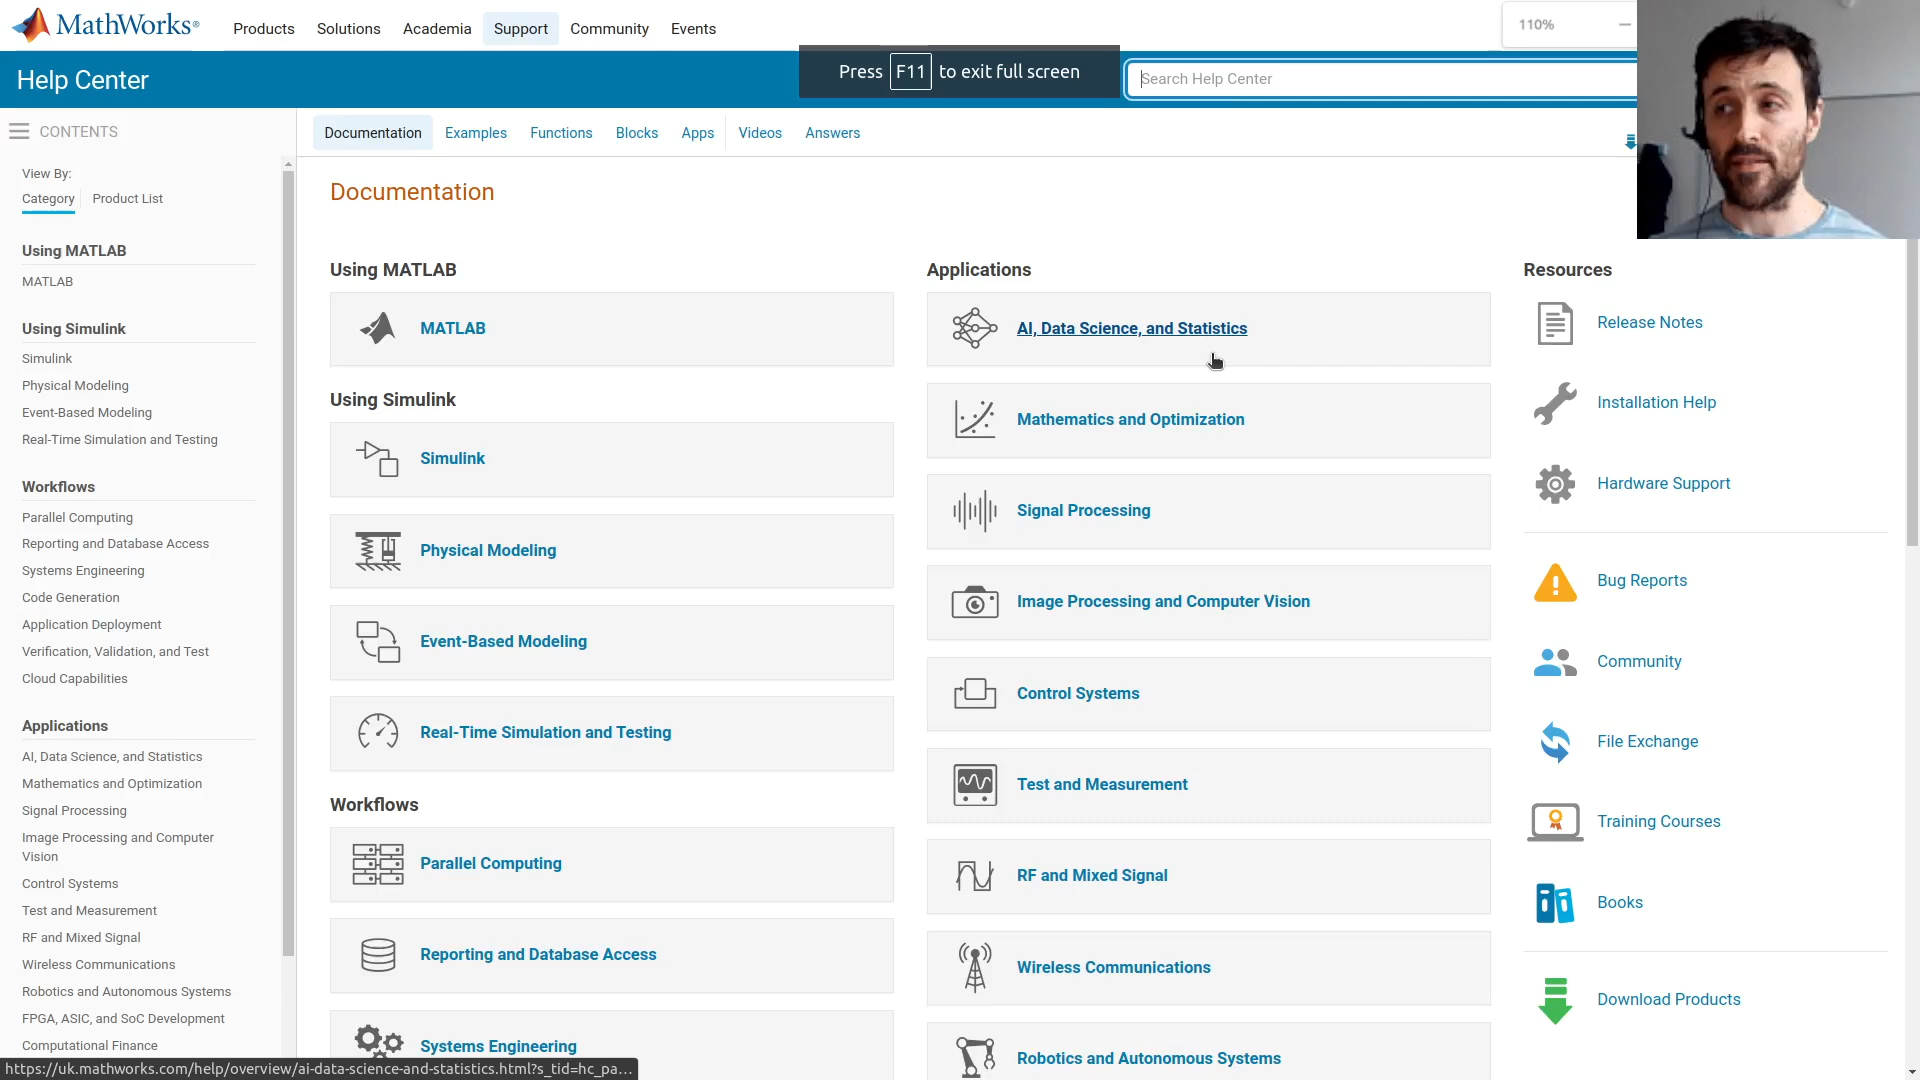 MathWorks®
Products
Solutions
Academia
Support
Community
Events
110%
Help Center
Press F11 to exit full screen
Search Help Center
CONTENTS
Documentation
Examples
Functions
Blocks
Apps
Videos
Answers
View By:
Category
Product List
Using MATLAB
MATLAB
Using Simulink
Simulink
Physical Modeling
Event-Based Modeling
Real-Time Simulation and Testing
Workflows
Parallel Computing
Reporting and Database Access
Systems Engineering
Code Generation
Application Deployment
Verification, Validation, and Test
Cloud Capabilities
Applications
AI, Data Science, and Statistics
Mathematics and Optimization
Signal Processing
Image Processing and Computer
Vision
Control Systems
Test and Measurement
RF and Mixed Signal
Wireless Communications
Robotics and Autonomous Systems
FPGA, ASIC, and SoC Development
Computational Finance
Documentation
Using MATLAB
MATLAB
Using Simulink
Simulink
Physical Modeling
Event-Based Modeling
Real-Time Simulation and Testing
Workflows
Parallel Computing
Reporting and Database Access
Systems Engineering
Applications
AI, Data Science, and Statistics
Mathematics and Optimization
Signal Processing
Image Processing and Computer Vision
Control Systems
Test and Measurement
RF and Mixed Signal
Wireless Communications
Robotics and Autonomous Systems
Resources
Release Notes
Installation Help
Hardware Support
Bug Reports
Community
File Exchange
Training Courses
Books
Download Products
https://uk.mathworks.com/help/overview/ai-data-science-and-statistics.html?s_tid=hc_pa...